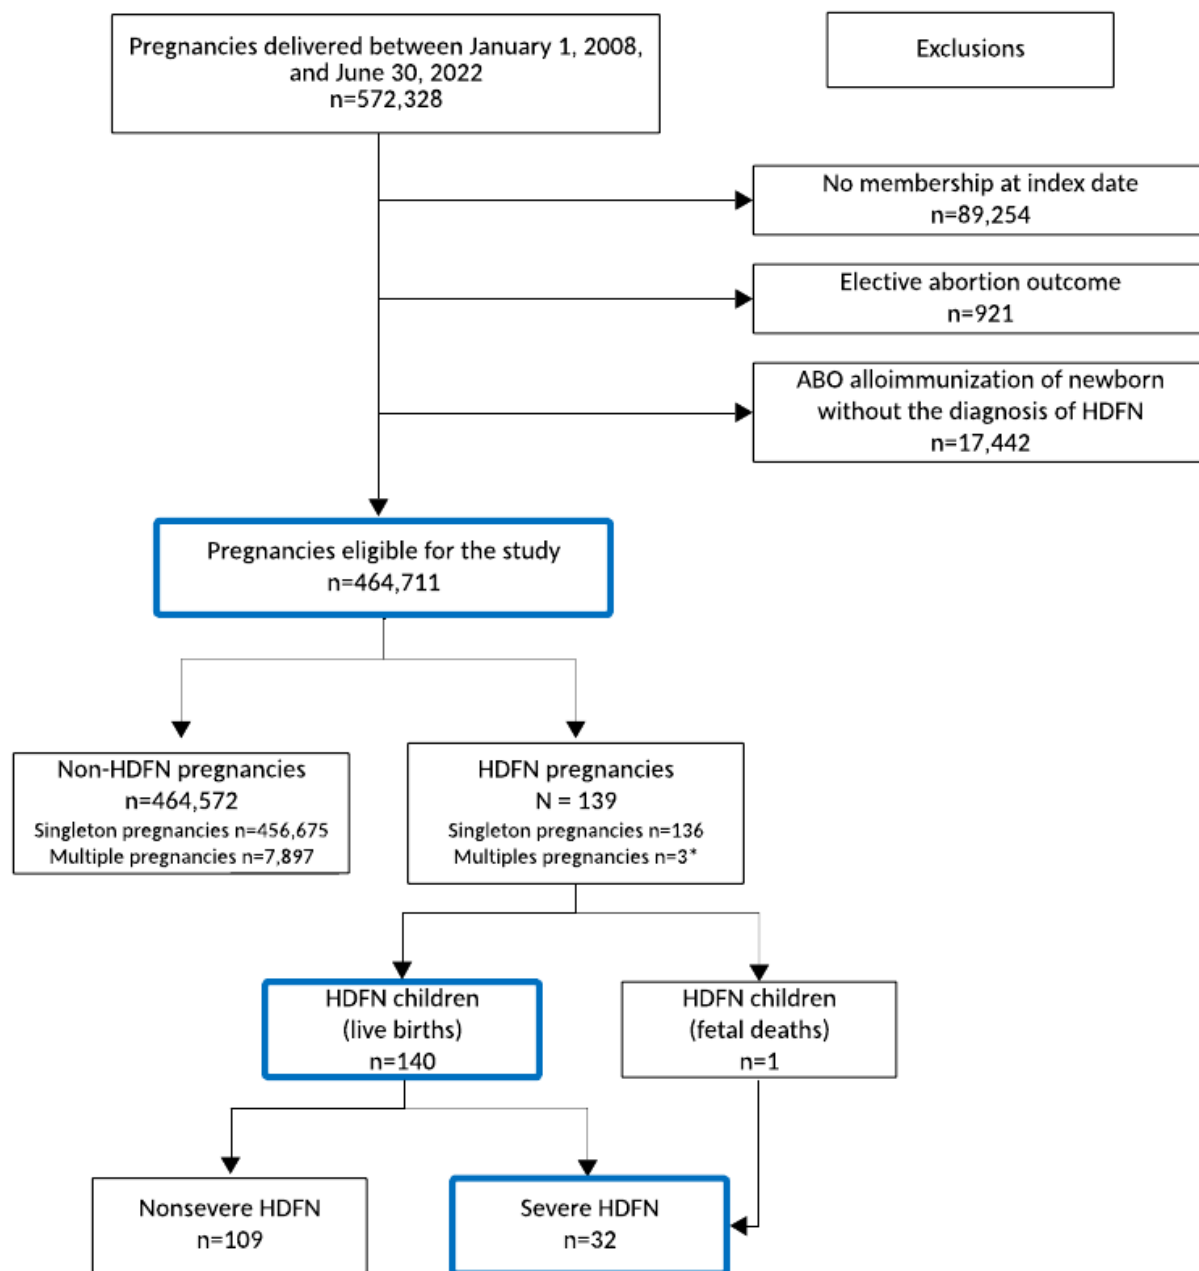 Pregnancies delivered between January 1, 2008,
and June 30, 2022
n=572,328
Exclusions
No membership at index date
n=89,254
Elective abortion outcome
n=921
ABO alloimmunization of newborn
without the diagnosis of HDFN
n=17,442
Pregnancies eligible for the study
n=464,711
Non-HDFN pregnancies
n=464,572
Singleton pregnancies n=456,675
Multiple pregnancies n=7,897
HDFN pregnancies
N = 139
Singleton pregnancies n=136
Multiples pregnancies n=3*
HDFN children
(live births)
n=140
HDFN children
(fetal deaths)
n=1
Nonsevere HDFN
n=109
Severe HDFN
n=32